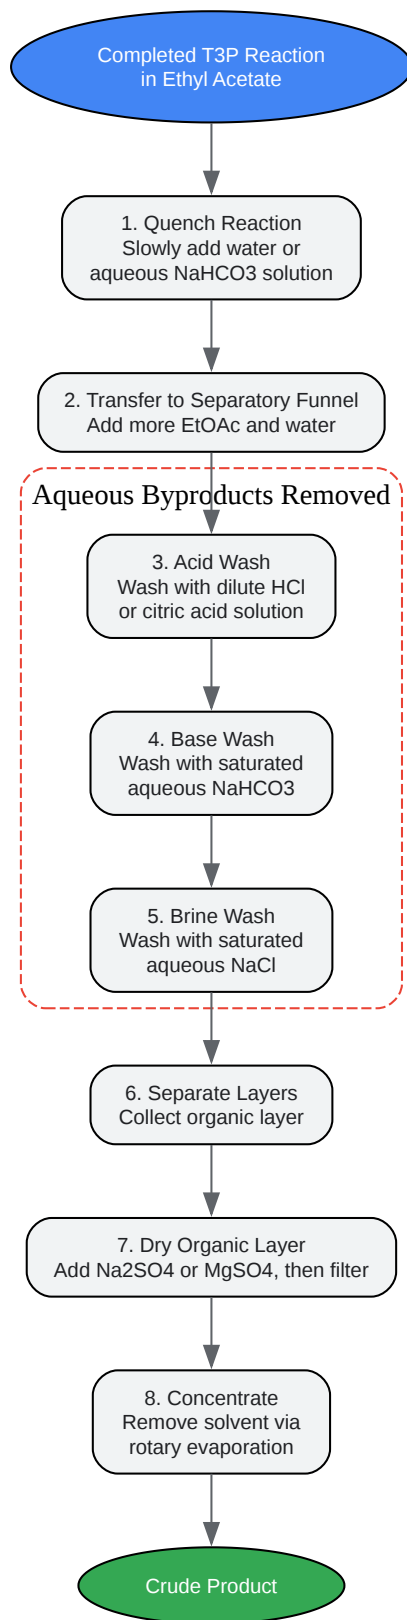 Completed T3P Reaction
in Ethyl Acetate
1. Quench Reaction
Slowly add water or
aqueous NaHCO3 solution
2. Transfer to Separatory Funnel
Add more EtOAc and water
Aqueous Byproducts Removed
3. Acid Wash
Wash with dilute HCl
or citric acid solution
4. Base Wash
Wash with saturated
aqueous NaHCO3
5. Brine Wash
Wash with saturated
aqueous NaCl
6. Separate Layers
Collect organic layer
7. Dry Organic Layer
Add Na2SO4 or MgSO4, then filter
8. Concentrate
Remove solvent via
rotary evaporation
Crude Product